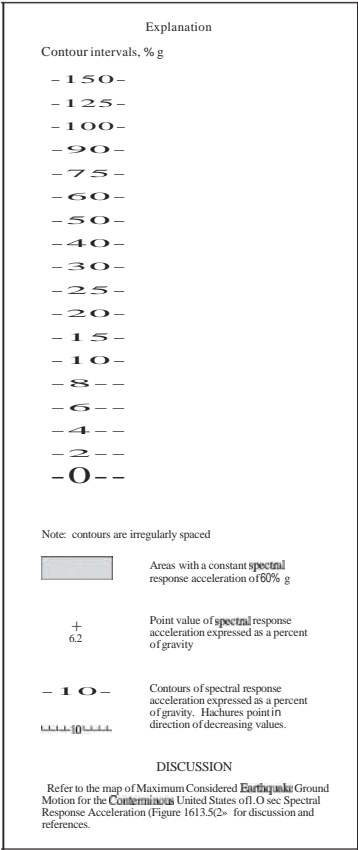 Explanation
Contour intervals, % g
– 150 –
– 125 –
– 100 –
– 90 –
– 75 –
– 60 –
– 50 –
– 40 –
– 30 –
– 25 –
– 20 –
– 15 –
– 10 –
– 8 – –
– 6 – –
– 4 – –
– 2 – –
– 0 – –
Note: contours are irregularly spaced
Areas with a constant spectral
response acceleration of 60% g
+
6.2
Point value of spectral response
acceleration expressed as a percent
of gravity
– 10 –
Contours of spectral response
acceleration expressed as a percent
of gravity. Hachures point in
direction of decreasing values.
10
DISCUSSION
Refer to the map of Maximum Considered Earthquake Ground
Motion for the Conterminous United States of1.O sec Spectral
Response Acceleration (Figure 1613.5(2» for discussion and
references.